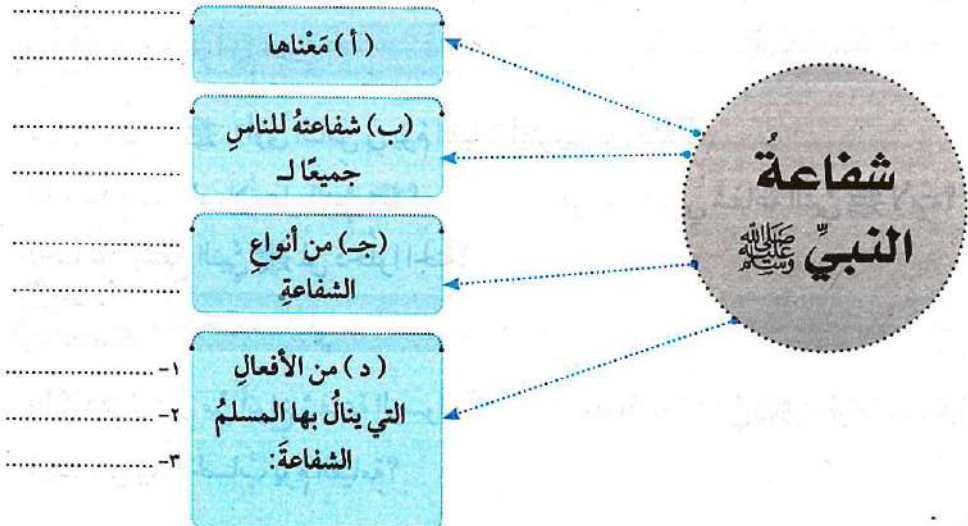 شفاعةُ
النبيِّ ﷺ
(أ) مَعْناها
(ب) شفاعتهُ للناسِ
جميعًا لـ
(جـ) من أنواعِ
الشفاعةِ
(د) من الأفعالِ
التي ينالُ بها المسلمُ
الشفاعةَ:
١- ....................
٢- ....................
٣- ....................